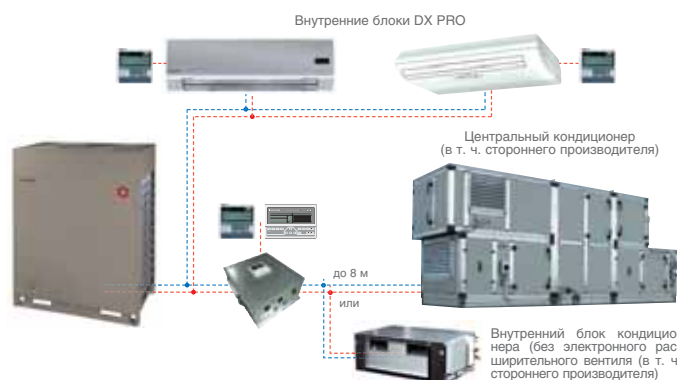 Внутренние блоки DX PRO
Центральный кондиционер
(в т. ч. стороннего производителя)
до 8 м
или
Внутренний блок кондицио
нера (без электронного рас
ширительного вентиля (в т. ч
стороннего производителя)